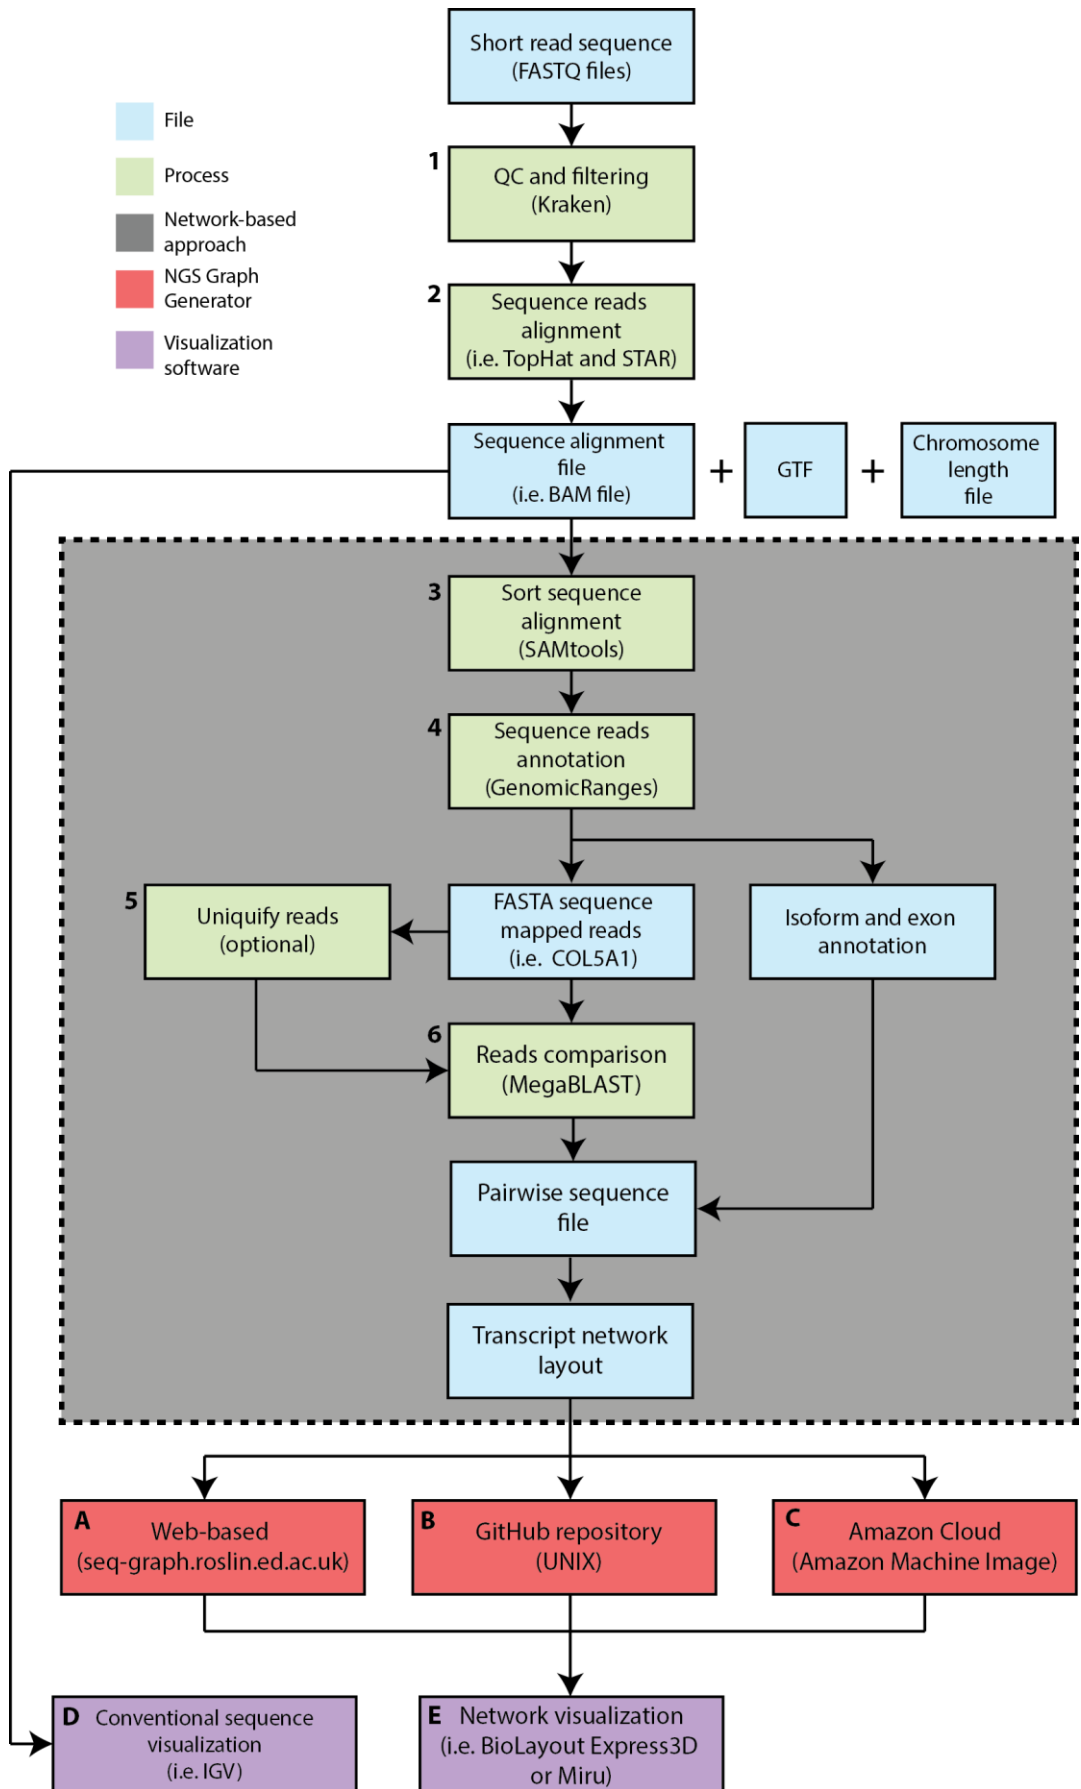 Short read sequence
(FASTQ files)
File
Process
Network-based
approach
NGS Graph
Generator
Visualization
software
1
QC and filtering
(Kraken)
2
Sequence reads
alignment
(i.e. TopHat and STAR)
Sequence alignment
file
(i.e. BAM file)
+
GTF
+
Chromosome
length
file
3
Sort sequence
alignment
(SAMtools)
4
Sequence reads
annotation
(GenomicRanges)
5
Uniquify reads
(optional)
FASTA sequence
mapped reads
(i.e. COL5A1)
Isoform and exon
annotation
6
Reads comparison
(MegaBLAST)
Pairwise sequence
file
Transcript network
layout
A
Web-based
(seq-graph.roslin.ed.ac.uk)
B
GitHub repository
(UNIX)
C
Amazon Cloud
(Amazon Machine Image)
D
Conventional sequence
visualization
(i.e. IGV)
E
Network visualization
(i.e. BioLayout Express3D
or Miru)